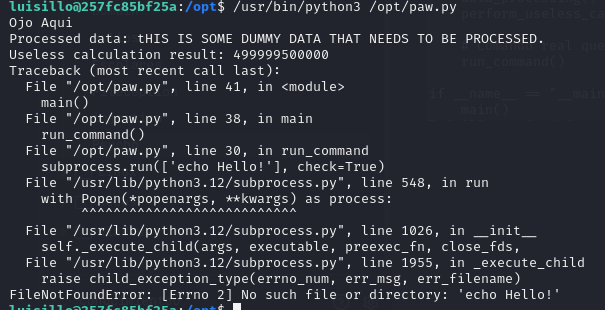 luisillo@257fc85bf25a:/opt$ /usr/bin/python3 /opt/paw.py
Ojo Aqui
Processed data: tHIS IS SOME DUMMY DATA THAT NEEDS TO BE PROCESSED.
Useless calculation result: 499999500000
Traceback (most recent call last):
  File "/opt/paw.py", line 41, in <module>
    main()
  File "/opt/paw.py", line 38, in main
    run_command()
  File "/opt/paw.py", line 30, in run_command
    subprocess.run(['echo Hello!'], check=True)
  File "/usr/lib/python3.12/subprocess.py", line 548, in run
    with Popen(*popenargs, **kwargs) as process:
         ^^^^^^^^^^^^^^^^^^^^^^^^^^^
  File "/usr/lib/python3.12/subprocess.py", line 1026, in __init__
    self._execute_child(args, executable, preexec_fn, close_fds,
  File "/usr/lib/python3.12/subprocess.py", line 1955, in _execute_child
    raise child_exception_type(errno_num, err_msg, err_filename)
FileNotFoundError: [Errno 2] No such file or directory: 'echo Hello!'
luisillo@257fc85bf25a:/opt$
run_command()
main()